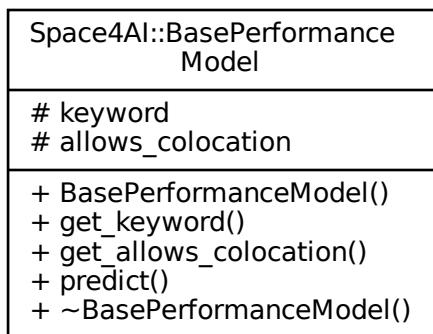 Space4AI::BasePerformance
Model
# keyword
# allows_colocation
+ BasePerformanceModel()
+ get_keyword()
+ get_allows_colocation()
+ predict()
+ ~BasePerformanceModel()